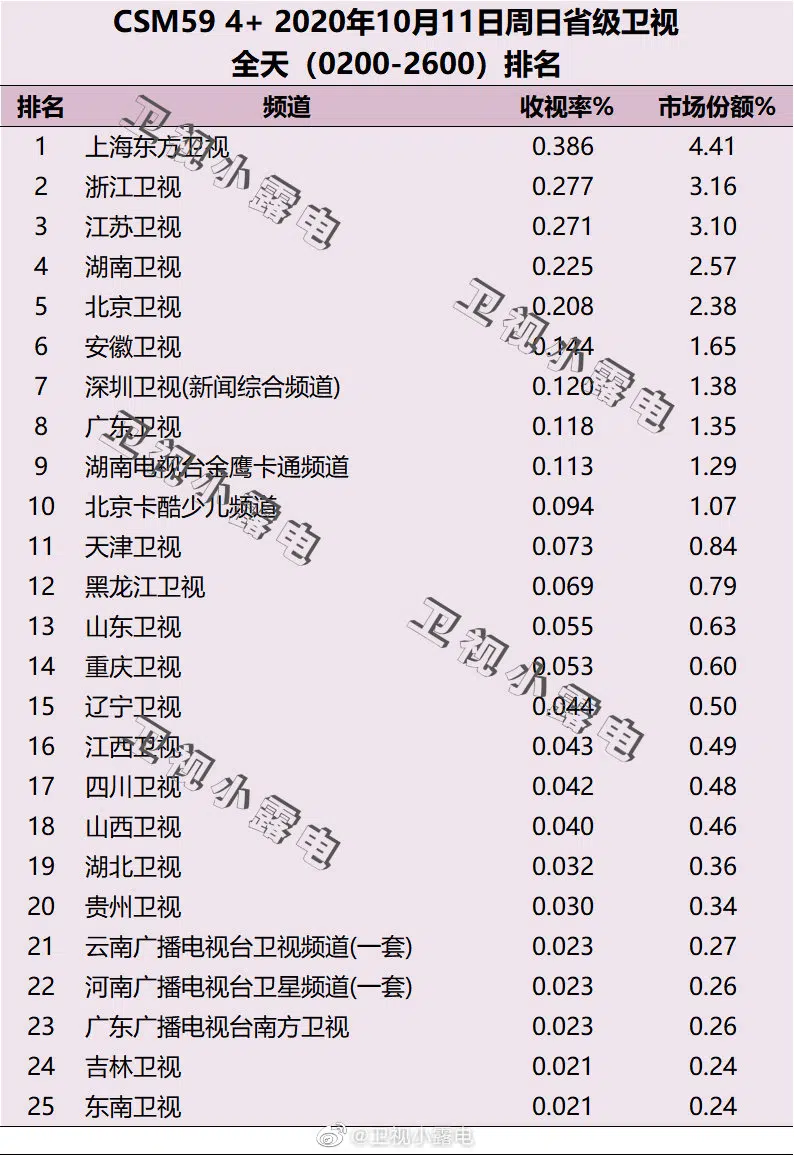 CSM59 4+ 2020年10月11日周日省级卫视
全天（0200-2600）排名
排名 频道 收视率% 市场份额%
1 上海东方卫视 0.386 4.41
2 浙江卫视 0.277 3.16
3 江苏卫视 0.271 3.10
4 湖南卫视 0.225 2.57
5 北京卫视 0.208 2.38
6 安徽卫视 0.144 1.65
7 深圳卫视(新闻综合频道) 0.120 1.38
8 广东卫视 0.118 1.35
9 湖南电视台金鹰卡通频道 0.113 1.29
10 北京卡酷少儿频道 0.094 1.07
11 天津卫视 0.073 0.84
12 黑龙江卫视 0.069 0.79
13 山东卫视 0.055 0.63
14 重庆卫视 0.053 0.60
15 辽宁卫视 0.044 0.50
16 江西卫视 0.043 0.49
17 四川卫视 0.042 0.48
18 山西卫视 0.040 0.46
19 湖北卫视 0.032 0.36
20 贵州卫视 0.030 0.34
21 云南广播电视台卫视频道(一套) 0.023 0.27
22 河南广播电视台卫星频道(一套) 0.023 0.26
23 广东广播电视台南方卫视 0.023 0.26
24 吉林卫视 0.021 0.24
25 东南卫视 0.021 0.24
卫视小露电
卫视小露电
卫视小露电
卫视小露电
卫视小露电
@卫视小露电